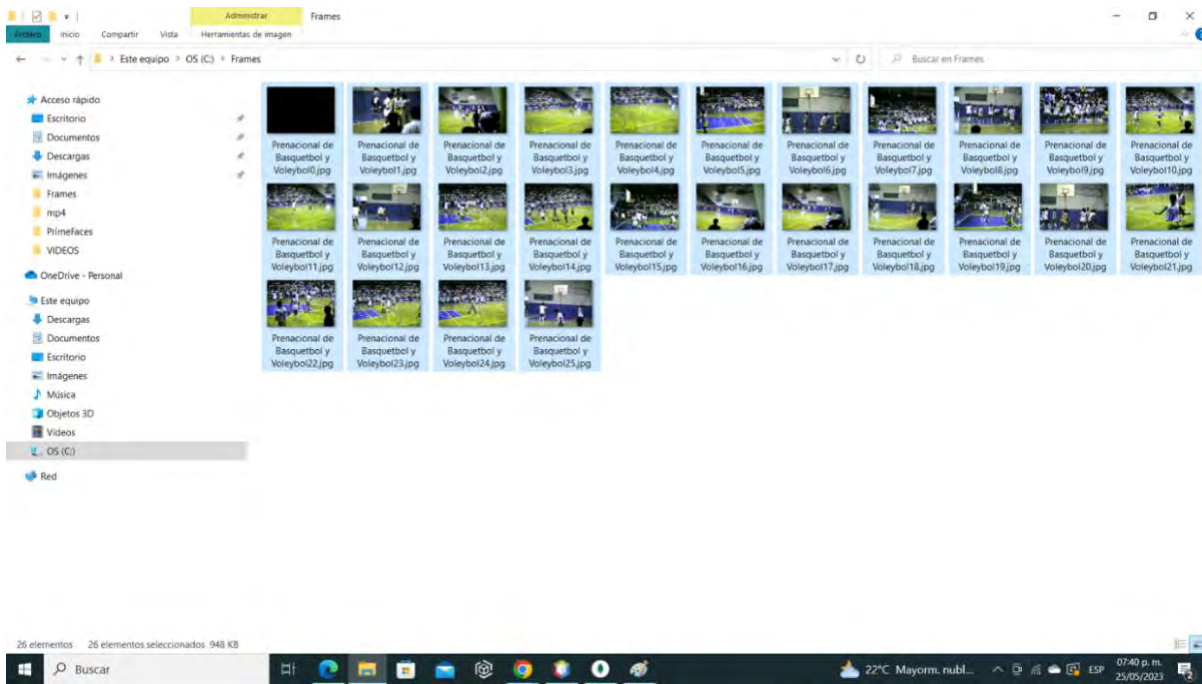 Administrar Frames
Archivo Inicio Compartir Vista Herramientas de imagen
Este equipo > OS (C:) > Frames
Buscar en Frames
Acceso rápido
Escritorio
Documentos
Descargas
Imágenes
Frames
mp4
PrimeFaces
VIDEOS
OneDrive - Personal
Este equipo
Descargas
Documentos
Escritorio
Imágenes
Música
Objetos 3D
Videos
OS (C:)
Red
Prenacional de Basquetbol y Voleybol0.jpg
Prenacional de Basquetbol y Voleybol1.jpg
Prenacional de Basquetbol y Voleybol2.jpg
Prenacional de Basquetbol y Voleybol3.jpg
Prenacional de Basquetbol y Voleybol4.jpg
Prenacional de Basquetbol y Voleybol5.jpg
Prenacional de Basquetbol y Voleybol6.jpg
Prenacional de Basquetbol y Voleybol7.jpg
Prenacional de Basquetbol y Voleybol8.jpg
Prenacional de Basquetbol y Voleybol9.jpg
Prenacional de Basquetbol y Voleybol10.jpg
Prenacional de Basquetbol y Voleybol11.jpg
Prenacional de Basquetbol y Voleybol12.jpg
Prenacional de Basquetbol y Voleybol13.jpg
Prenacional de Basquetbol y Voleybol14.jpg
Prenacional de Basquetbol y Voleybol15.jpg
Prenacional de Basquetbol y Voleybol16.jpg
Prenacional de Basquetbol y Voleybol17.jpg
Prenacional de Basquetbol y Voleybol18.jpg
Prenacional de Basquetbol y Voleybol19.jpg
Prenacional de Basquetbol y Voleybol20.jpg
Prenacional de Basquetbol y Voleybol21.jpg
Prenacional de Basquetbol y Voleybol22.jpg
Prenacional de Basquetbol y Voleybol23.jpg
Prenacional de Basquetbol y Voleybol24.jpg
Prenacional de Basquetbol y Voleybol25.jpg
26 elementos 26 elementos seleccionados 948 KB
Buscar
22°C Mayorm. nubl... ESP
07:40 p. m.
25/05/2023